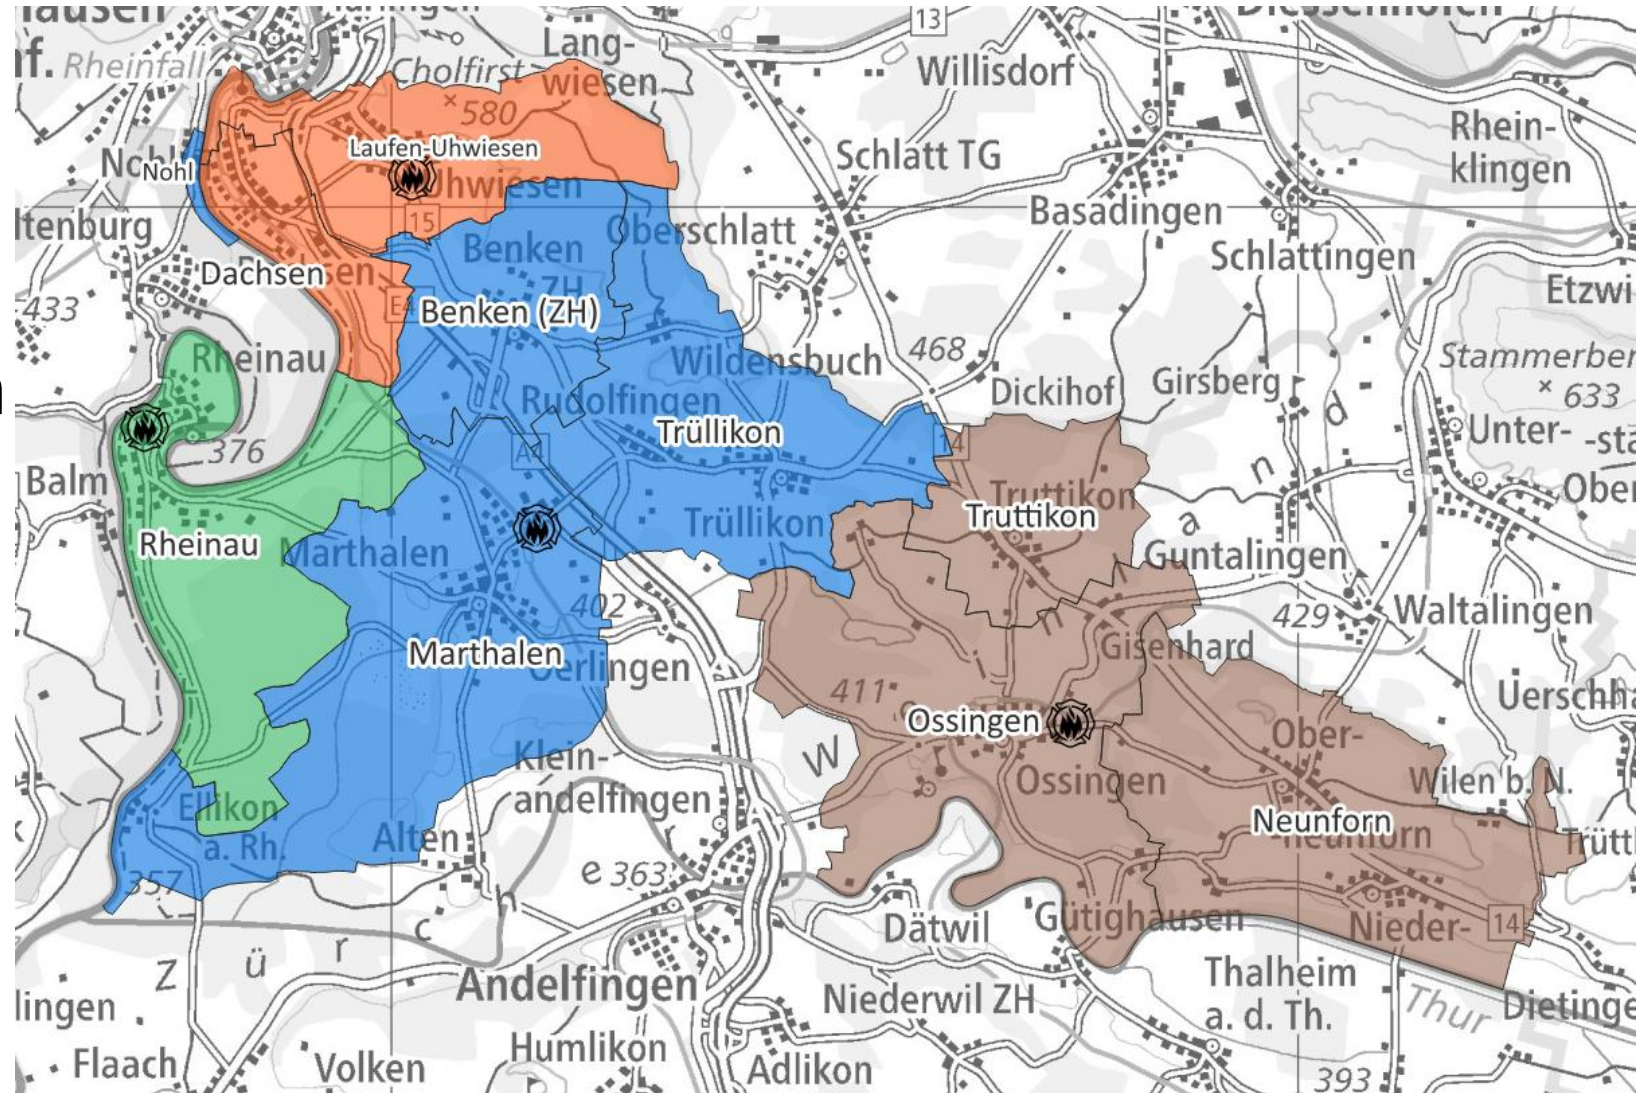 13
Rheinfall
Cholfirst
Lang-
wiesen
580
Willisdorf
Rhein-
klingen
Schlatt TG
Laufen-Uhwiesen
Uhwiesen
Nohl
15
Basadingen
Oberschlatt
Benken
ZH
Schlattingen
Dachsen
433
E4
Benken (ZH)
Rheinau
Wildensbuch
468
Dickihof
Girsberg
633
Rudolfingen
Trüllikon
376
A4
Unter-
Balm
Truttikon
Truttikon
Rheinau
Marthalen
Trüllikon
Guntalingen
402
429
Waltalingen
Marthalen
Oerlingen
Gisenhard
411
Ossingen
Ober-
W e i n l a n d
Klein-
andelfingen
Ossingen
Wilen b. N.
Ellikon
a. Rh.
Alten
Neunforn
357
363
Dätwil
Gütighausen
Nieder-
14
Z ü r c h
Andelfingen
Niederwil ZH
Thalheim
a. d. Th.
Thur
Flaach
Volken
Humlikon
Adlikon
393